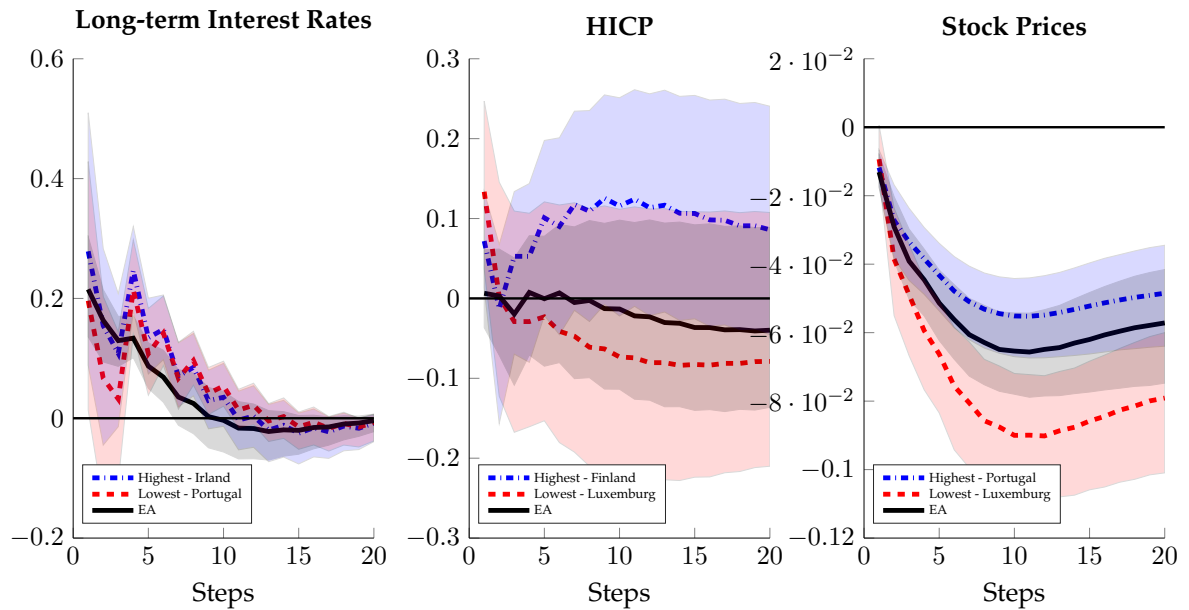 Long-term Interest Rates
0.6
0.4
0.2
0
−0.2
0
5
10
15
20
Steps
Highest - Irland
Lowest - Portugal
EA
HICP
0.3
0.2
0.1
0
−0.1
−0.2
−0.3
0
5
10
15
20
Steps
Highest - Finland
Lowest - Luxemburg
EA
Stock Prices
2 · 10⁻²
0
−2 · 10⁻²
−4 · 10⁻²
−6 · 10⁻²
−8 · 10⁻²
−0.1
−0.12
0
5
10
15
20
Steps
Highest - Portugal
Lowest - Luxemburg
EA